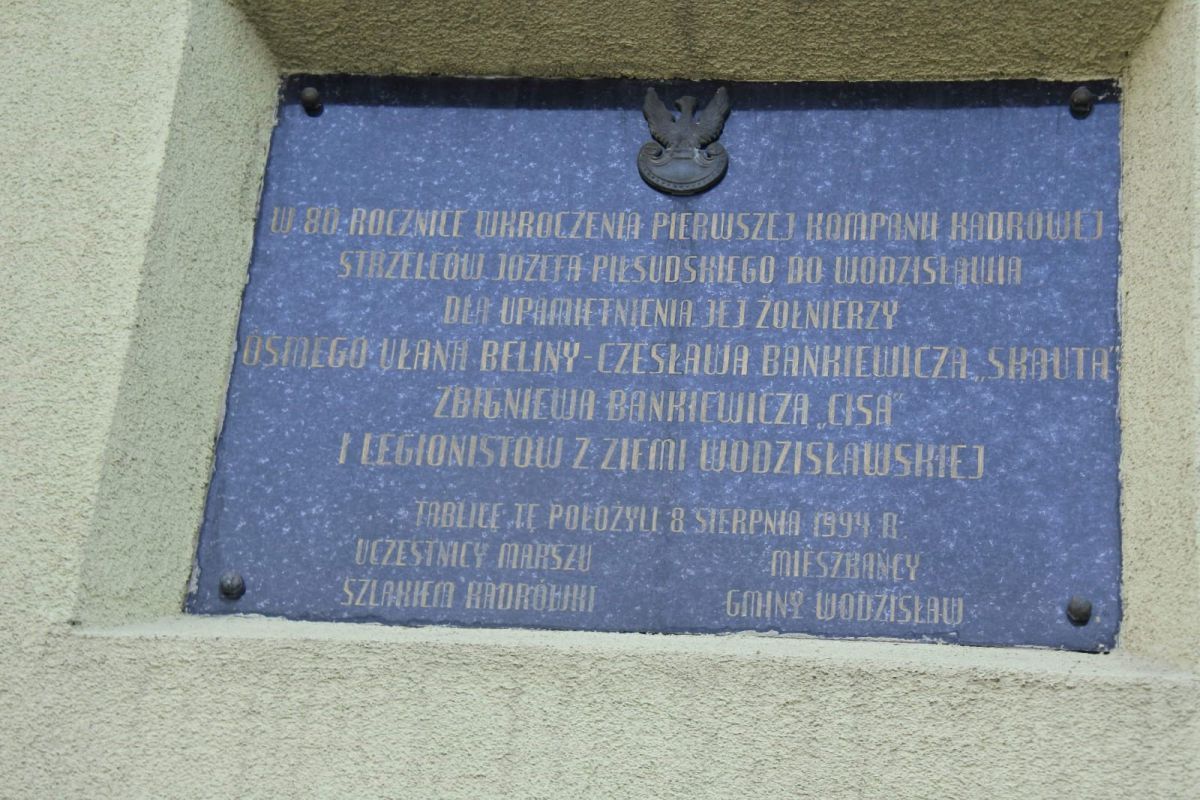 W 80 ROCZNICĘ WKROCZENIA PIERWSZEJ KOMPANII KADROWEJ
STRZELCÓW JÓZEFA PIŁSUDSKIEGO DO WODZISŁAWIA
DLA UPAMIĘTNIENIA JEJ ŻOŁNIERZY
ÓSMEGO UŁANA BELINY-CZESŁAWA BANKIEWICZA „SKAUTA"
ZBIGNIEWA BANKIEWICZA „CISA"
I LEGIONISTÓW Z ZIEMI WODZISŁAWSKIEJ
TABLICĘ TĘ POŁOŻYLI 8 SIERPNIA 1994 R.
UCZESTNICY MARSZU
SZLAKIEM KADRÓWKI
MIESZKAŃCY
GMINY WODZISŁAW